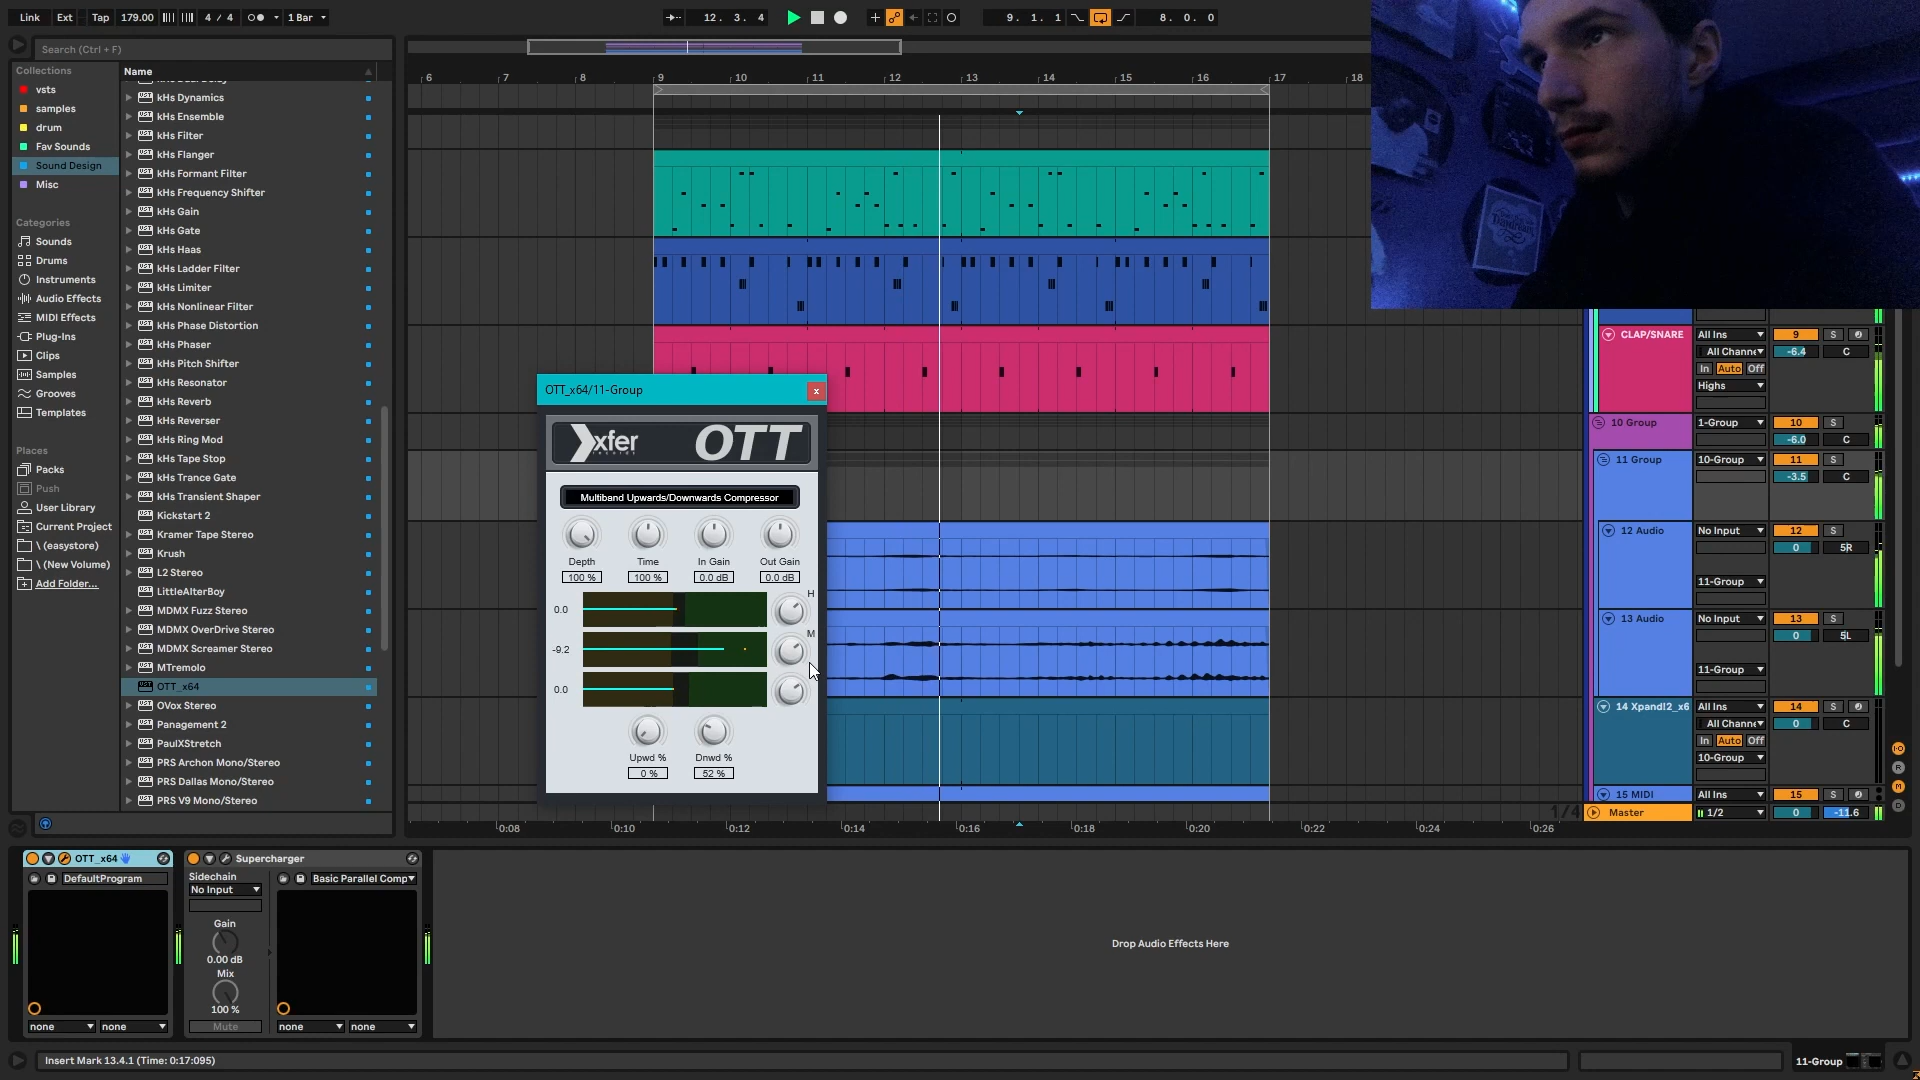 Link Ext Tap 179.00 4 / 4 1 Bar 12. 3. 4 9. 1. 1 8. 0. 0
Search (Ctrl + F)
Collections
vsts
samples
drum
Fav Sounds
Sound Design
Misc
Categories
Sounds
Drums
Instruments
Audio Effects
MIDI Effects
Plug-Ins
Clips
Samples
Grooves
Templates
Places
Packs
Push
User Library
Current Project
\ (easystore)
\ (New Volume)
Add Folder...
Name
kHs Dynamics
kHs Ensemble
kHs Filter
kHs Flanger
kHs Formant Filter
kHs Frequency Shifter
kHs Gain
kHs Gate
kHs Haas
kHs Ladder Filter
kHs Limiter
kHs Nonlinear Filter
kHs Phase Distortion
kHs Phaser
kHs Pitch Shifter
kHs Resonator
kHs Reverb
kHs Reverser
kHs Ring Mod
kHs Tape Stop
kHs Trance Gate
kHs Transient Shaper
Kickstart 2
Kramer Tape Stereo
Krush
L2 Stereo
LittleAlterBoy
MDMX Fuzz Stereo
MDMX OverDrive Stereo
MDMX Screamer Stereo
MTremolo
OTT_x64
OVox Stereo
Panagement 2
PaulXStretch
PRS Archon Mono/Stereo
PRS Dallas Mono/Stereo
PRS V9 Mono/Stereo
6 7 8 9 10 11 12 13 14 15 16 17 18
OTT_x64/11-Group x
xfer records OTT
Multiband Upwards/Downwards Compressor
Depth Time In Gain Out Gain
100 % 100 % 0.0 dB 0.0 dB
H
0.0
M
-9.2
0.0
Upwd % Dnwd %
0 % 52 %
CLAP/SNARE All Ins 9 S
All Channe -6.4 C
In Auto Off
Highs
10 Group 1-Group 10 S
-6.0 C
11 Group 10-Group 11 S
-3.5 C
12 Audio No Input 12 S
0 5R
11-Group
13 Audio No Input 13 S
0 5L
11-Group
14 Xpand!2_x6 All Ins 14 S
All Channe 0 C
In Auto Off
10-Group
15 MIDI All Ins 15 S
1/4 Master 1/2 0 -11.6
0:08 0:10 0:12 0:14 0:16 0:18 0:20 0:22 0:24 0:26
OTT_x64
DefaultProgram
none none
Supercharger
Sidechain
No Input
Gain
0.00 dB
Mix
100 %
Mute
Basic Parallel Comp
none none
Drop Audio Effects Here
Insert Mark 13.4.1 (Time: 0:17:095)
11-Group